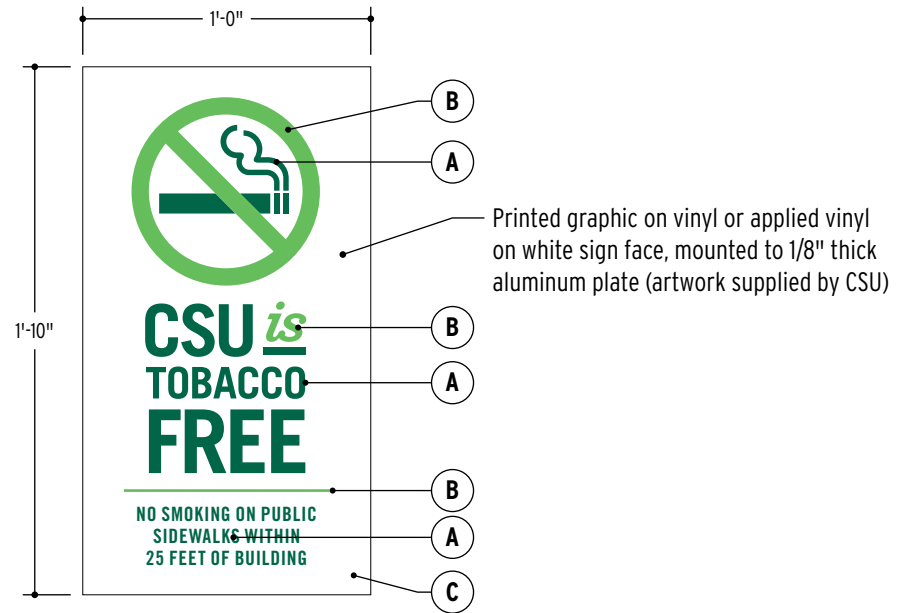 1'-0"
B
A
Printed graphic on vinyl or applied vinyl
on white sign face, mounted to 1/8" thick
aluminum plate (artwork supplied by CSU)
1'-10"
CSU is
B
TOBACCO
A
FREE
B
NO SMOKING ON PUBLIC
SIDEWALKS WITHIN
A
25 FEET OF BUILDING
C